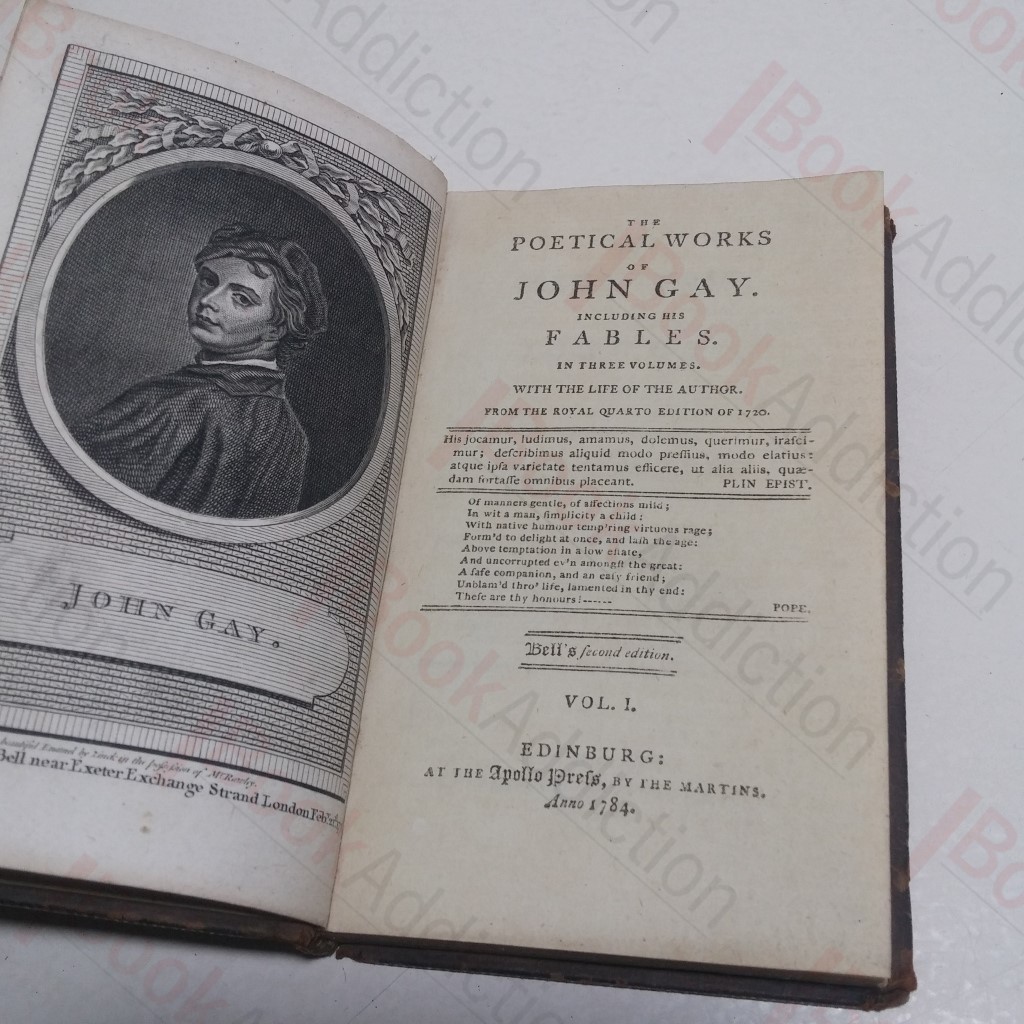 JOHN GAY.
Bell near Exeter Exchange Strand London Feb
THE
POETICAL WORKS
OF
JOHN GAY.
INCLUDING HIS
FABLES.
IN THREE VOLUMES.
WITH THE LIFE OF THE AUTHOR.
FROM THE ROYAL QUARTO EDITION OF 1720.
His jocamur, ludimus, amamus, dolemus, querimur, iraſci-
mur; deſcribimus aliquid modo preſſius, modo elatius:
atque ipſa varietate tentamus efficere, ut alia aliis, quæ-
dam fortaſſe omnibus placeant. PLIN EPIST.
Of manners gentle, of affections mild;
In wit a man, ſimplicity a child;
With native humour temp'ring virtuous rage;
Form'd to delight at once, and laſh the age:
Above temptation in a low eſtate,
And uncorrupted ev'n amongſt the great:
A ſafe companion, and an eaſy friend;
Unblam'd thro' life, lamented in thy end:
Theſe are thy honours!------
POPE.
Bell's ſecond edition.
VOL. I.
EDINBURG:
AT THE Apollo Preſs, BY THE MARTINS.
Anno 1784.